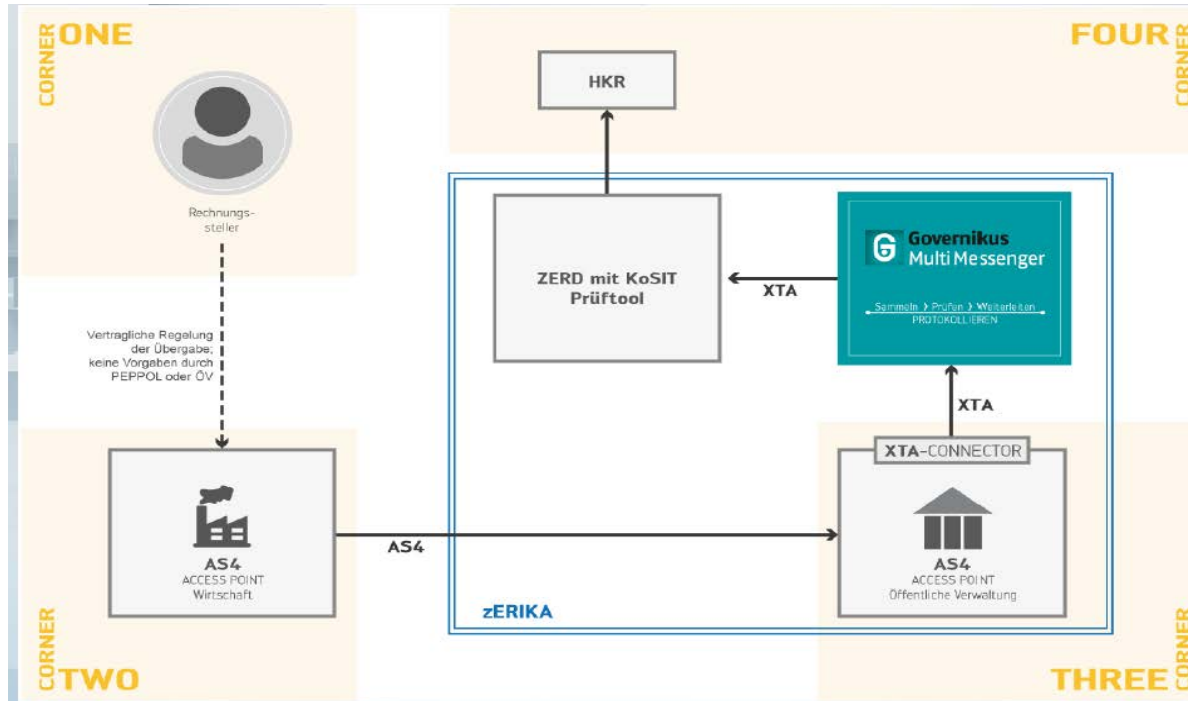 CORNER ONE
Rechnungs-
steller
Vertragliche Regelung
der Übergabe;
keine Vorgaben durch
PEPPOL oder ÖV
CORNER TWO
AS4
ACCESS POINT
Wirtschaft
AS4
CORNER THREE
XTA-CONNECTOR
AS4
ACCESS POINT
Öffentliche Verwaltung
XTA
Governikus
MultiMessenger
Sammeln > Prüfen > Weiterleiten
PROTOKOLLIEREN
XTA
ZERD mit KoSIT
Prüftool
zERIKA
FOUR CORNER
HKR